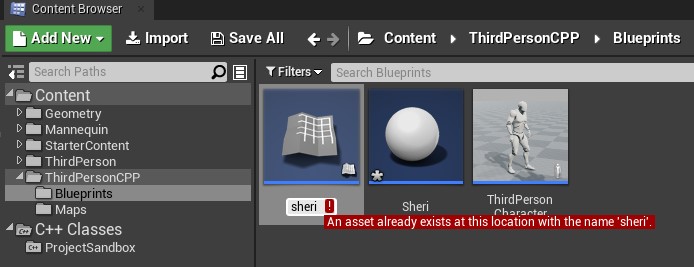 Content Browser
Add New Import Save All Content ThirdPersonCPP Blueprints
Search Paths
Filters Search Blueprints
Content
Geometry
Mannequin
StarterContent
ThirdPerson
ThirdPersonCPP
Blueprints
Maps
C++ Classes
ProjectSandbox
sheri !
Sheri
ThirdPerson
Character
An asset already exists at this location with the name 'sheri'.